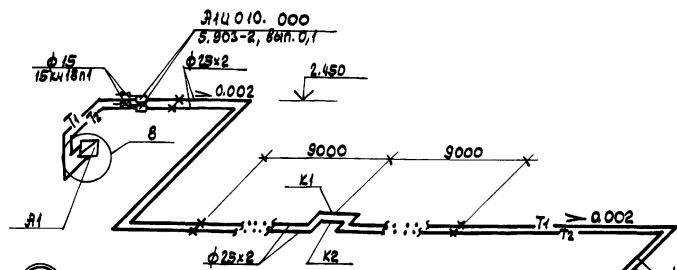 А1Ц 010. 000
5.903-2, вып. 0,1
ф15
15кч18п1
ф25х2
0.002
2.450
Т1
Т2
В
А1
9000
9000
К1
К2
ф25х2
Т1
Т2
0.002